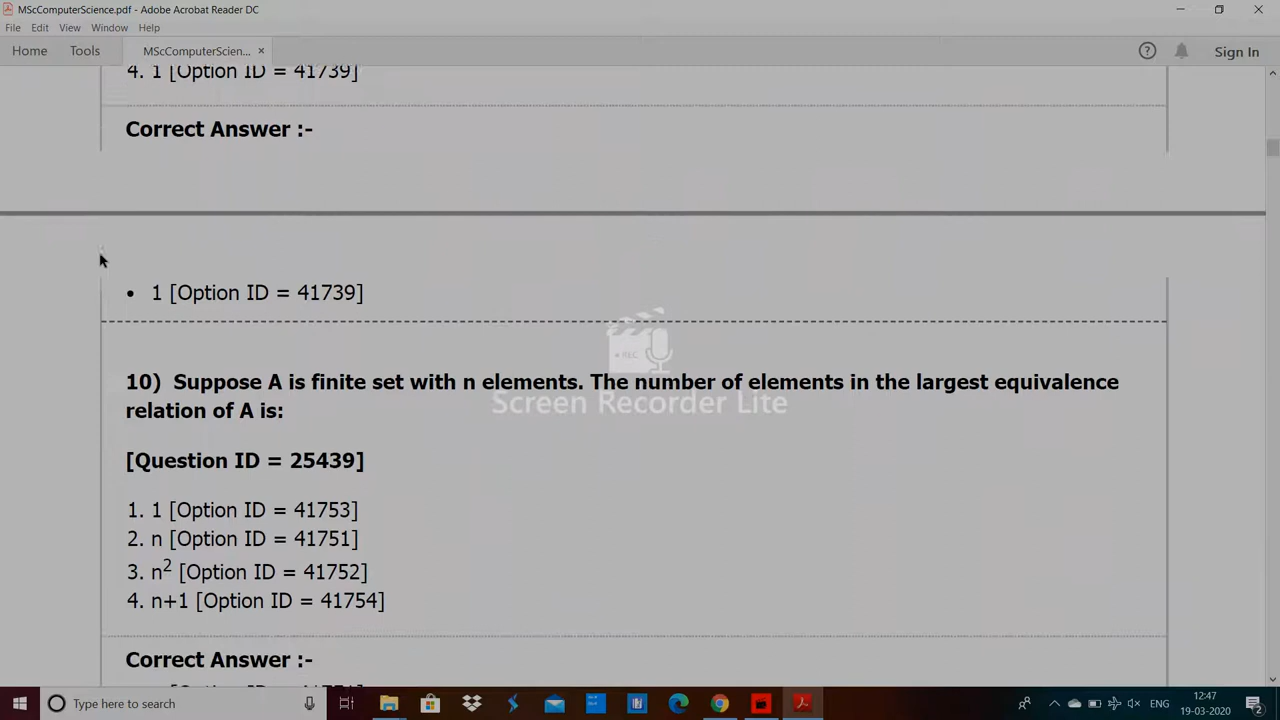 MScComputerScience.pdf - Adobe Acrobat Reader DC
File Edit View Window Help
Home Tools MScComputerScien... × Sign In
4. 1 [Option ID = 41739]
Correct Answer :-
• 1 [Option ID = 41739]
REC
10) Suppose A is finite set with n elements. The number of elements in the largest equivalence
Screen Recorder Lite
relation of A is:
[Question ID = 25439]
1. 1 [Option ID = 41753]
2. n [Option ID = 41751]
3. n² [Option ID = 41752]
4. n+1 [Option ID = 41754]
Correct Answer :-
Type here to search
ENG
12:47
19-03-2020
2